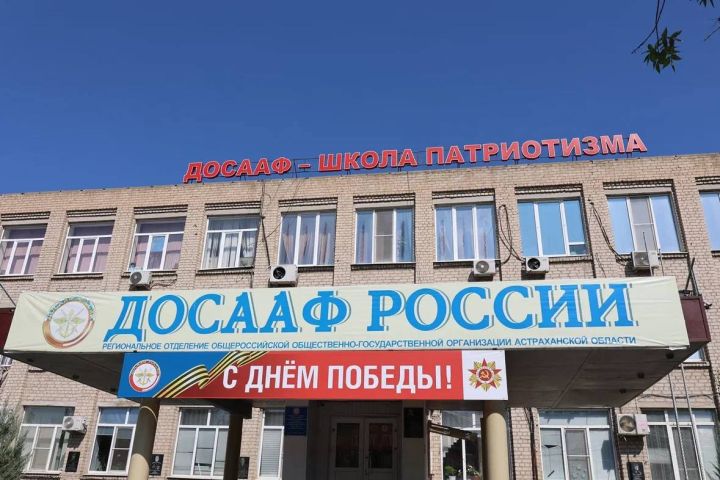 ДОСААФ – ШКОЛА ПАТРИОТИЗМА
ДОСААФ РОССИИ
РЕГИОНАЛЬНОЕ ОТДЕЛЕНИЕ ОБЩЕРОССИЙСКОЙ ОБЩЕСТВЕННО-ГОСУДАРСТВЕННОЙ ОРГАНИЗАЦИИ АСТРАХАНСКОЙ ОБЛАСТИ
С ДНЁМ ПОБЕДЫ!